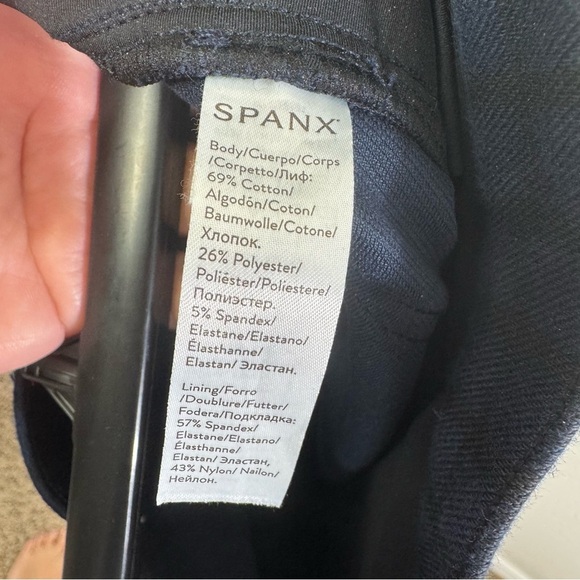 SPANX™
Body/Cuerpo/Corps
/Corpetto/Лиф:
69% Cotton/
Algodón/Coton/
Baumwolle/Cotone/
Хлопок.
26% Polyester/
Poliéster/Poliestere/
Полиэстер.
5% Spandex/
Elastane/Elastano/
Élasthanne/
Elastan/ Эластан.
Lining/Forro
/Doublure/Futter/
Fodera/Подкладка:
57% Spandex/
Elastane/Elastano/
Élasthanne/
Elastan/ Эластан,
43% Nylon/ Nailon/
Нейлон.